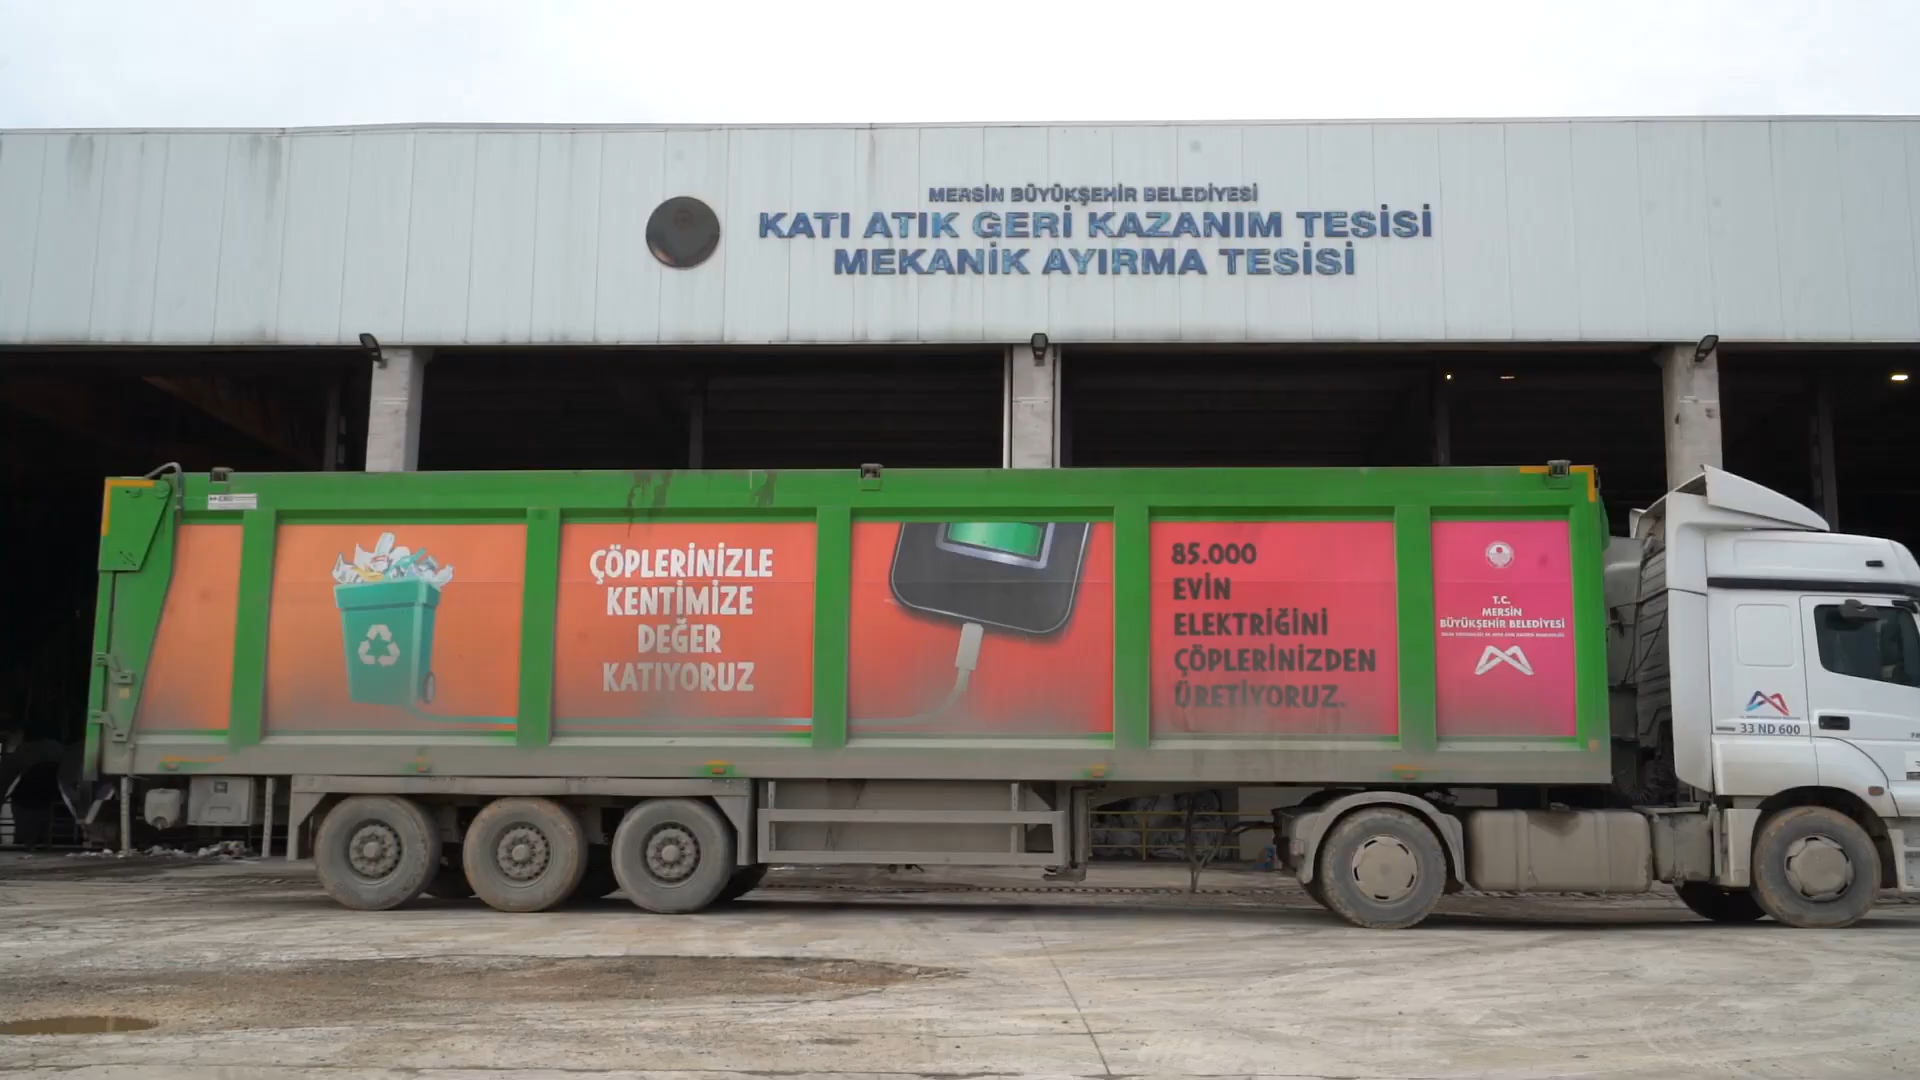 MERSİN BÜYÜKŞEHİR BELEDİYESİ
KATI ATIK GERİ KAZANIM TESİSİ
MEKANİK AYIRMA TESİSİ
ÇÖPLERİNİZLE
KENTİMİZE
DEĞER
KATIYORUZ
85.000
EVİN
ELEKTRİĞİNİ
ÇÖPLERİNİZDEN
ÜRETİYORUZ.
T.C.
MERSİN
BÜYÜKŞEHİR BELEDİYESİ
33 ND 600